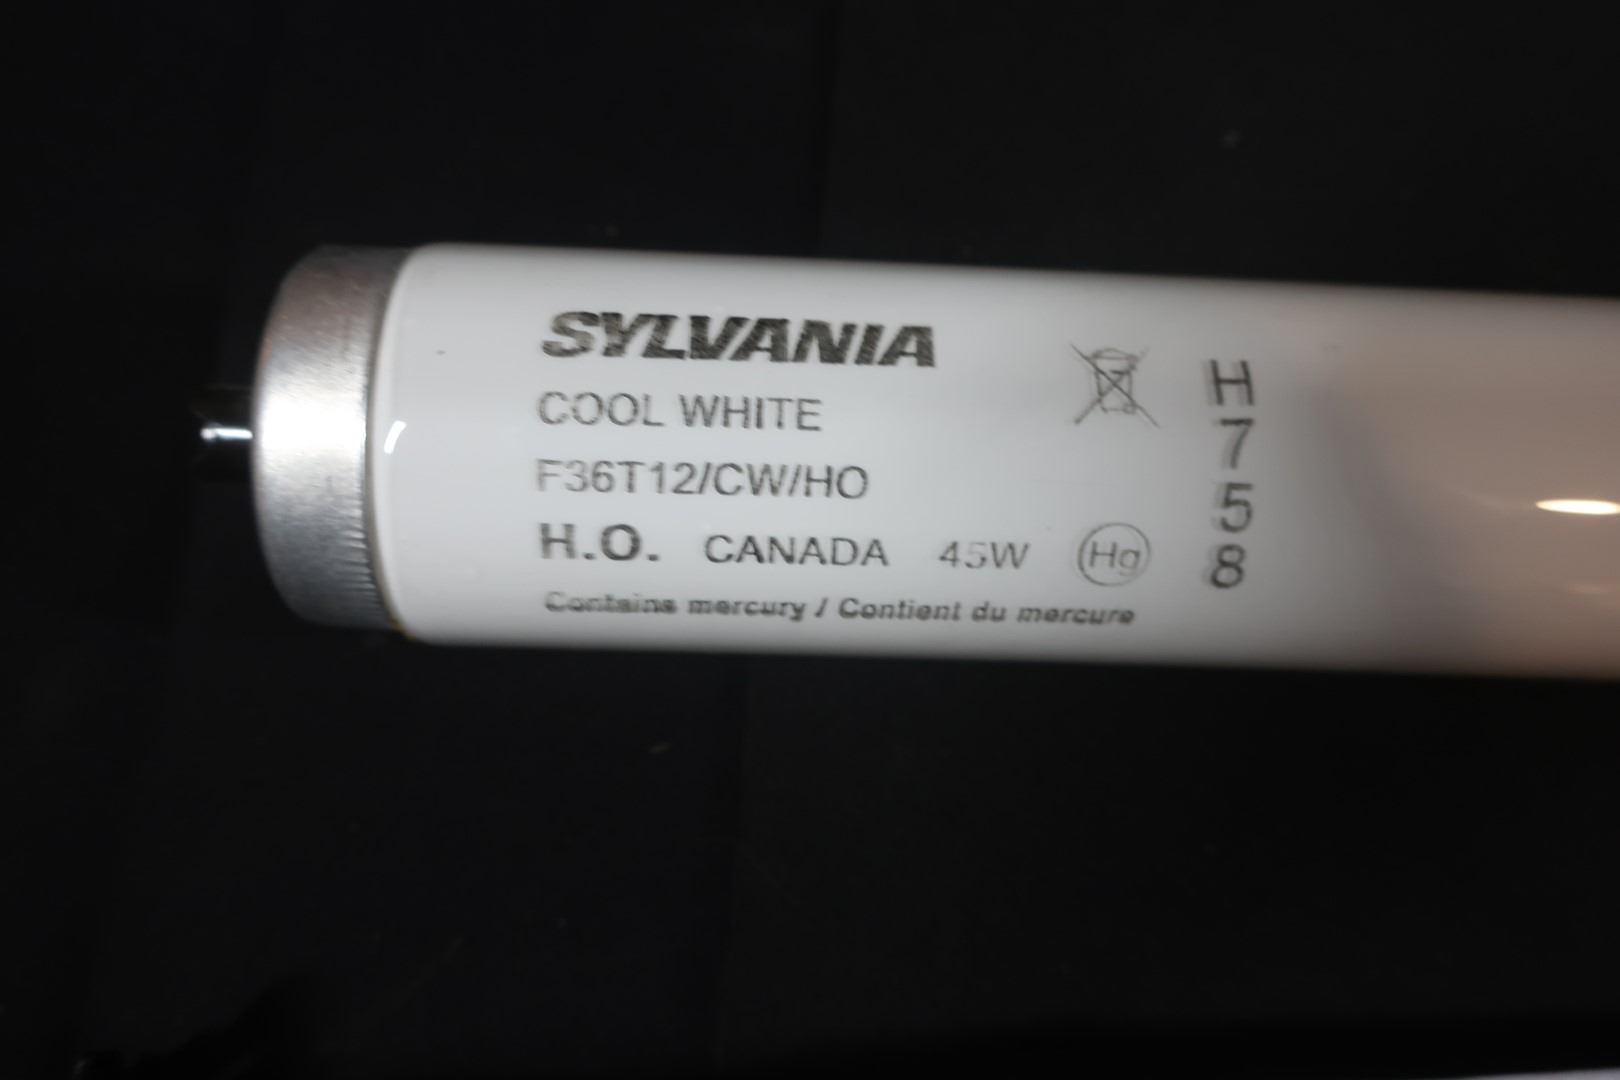 SYLVANIA
COOL WHITE
F36T12/CW/HO
H.O. CANADA 45W Hg
Contains mercury / Contient du mercure
H
7
5
8